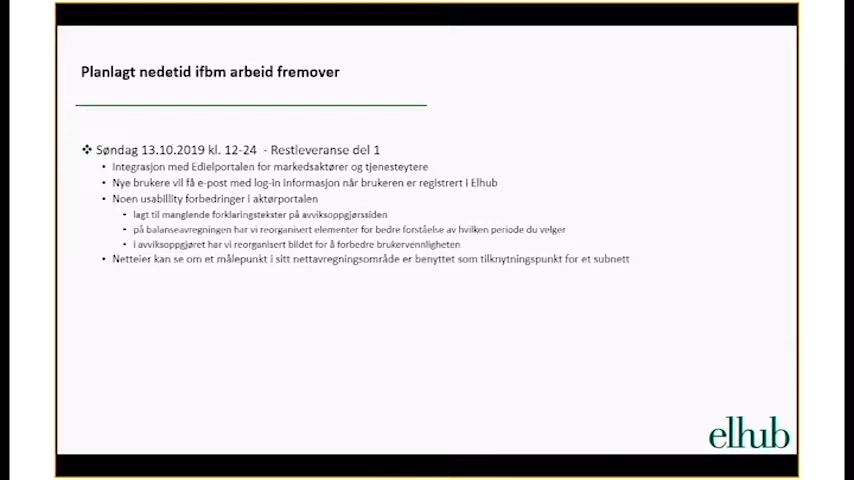 Planlagt nedetid ifbm arbeid fremover
❖ Søndag 13.10.2019 kl. 12-24 - Restleveranse del 1
• Integrasjon med Edielportalen for markedsaktører og tjenesteytere
• Nye brukere vil få e-post med log-in informasjon når brukeren er registrert i Elhub
• Noen usabillity forbedringer i aktørportalen
• lagt til manglende forklaringstekster på avviksoppgjørssiden
• på balanseavregningen har vi reorganisert elementer for bedre forståelse av hvilken periode du velger
• i avviksoppgjøret har vi reorganisert bildet for å forbedre brukervennligheten
• Netteier kan se om et målepunkt i sitt nettavregningsområde er benyttet som tilknytningspunkt for et subnett
elhub